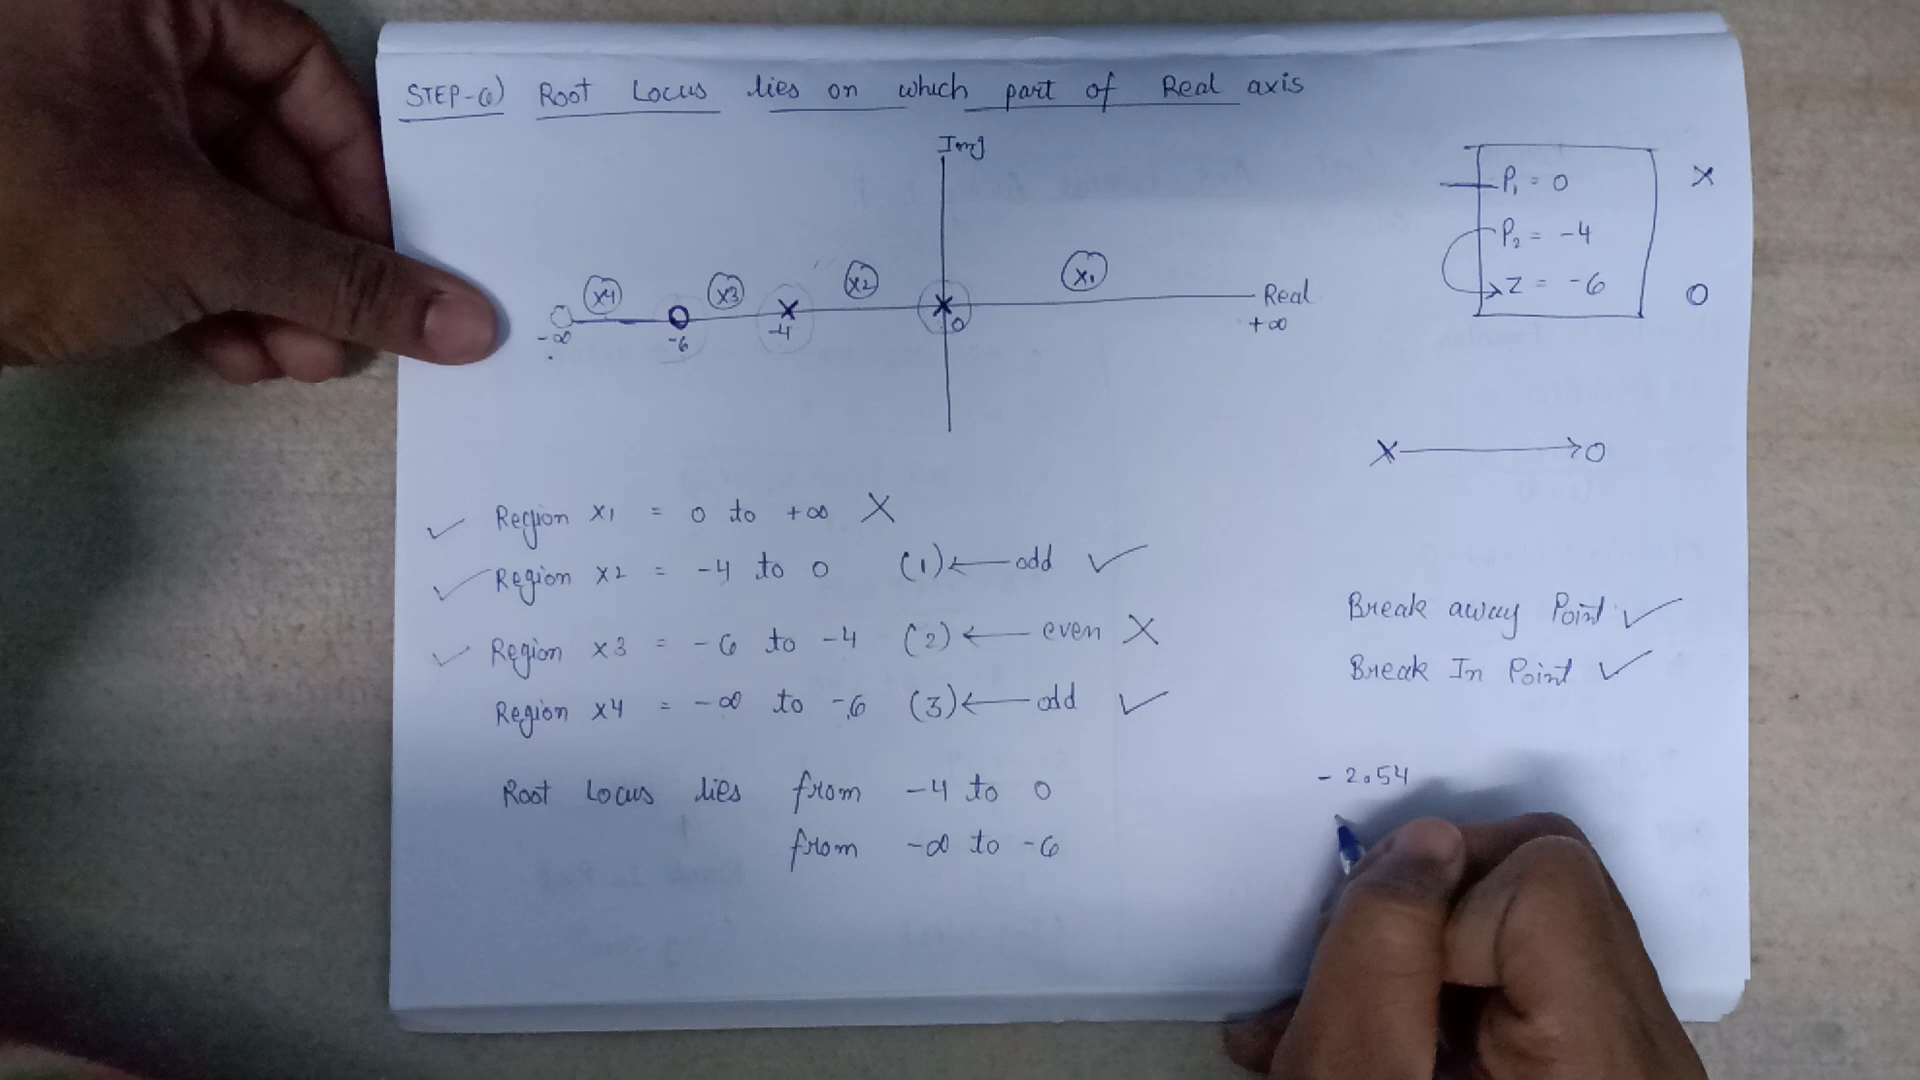 STEP-6) Root Locus lies on which part of Real axis
Img
P₁ = 0 X
P₂ = -4
Z = -6 O
X4 X3 X2 X1
Real
-∞ -6 -4 0 +∞
X → O
Region X1 = 0 to +∞ X
Region X2 = -4 to 0 (1) ← odd ✓
Region X3 = -6 to -4 (2) ← even X
Region X4 = -∞ to -6 (3) ← odd ✓
Break away Point ✓
Break In Point ✓
Root Locus lies from -4 to 0
from -∞ to -6
-2.54